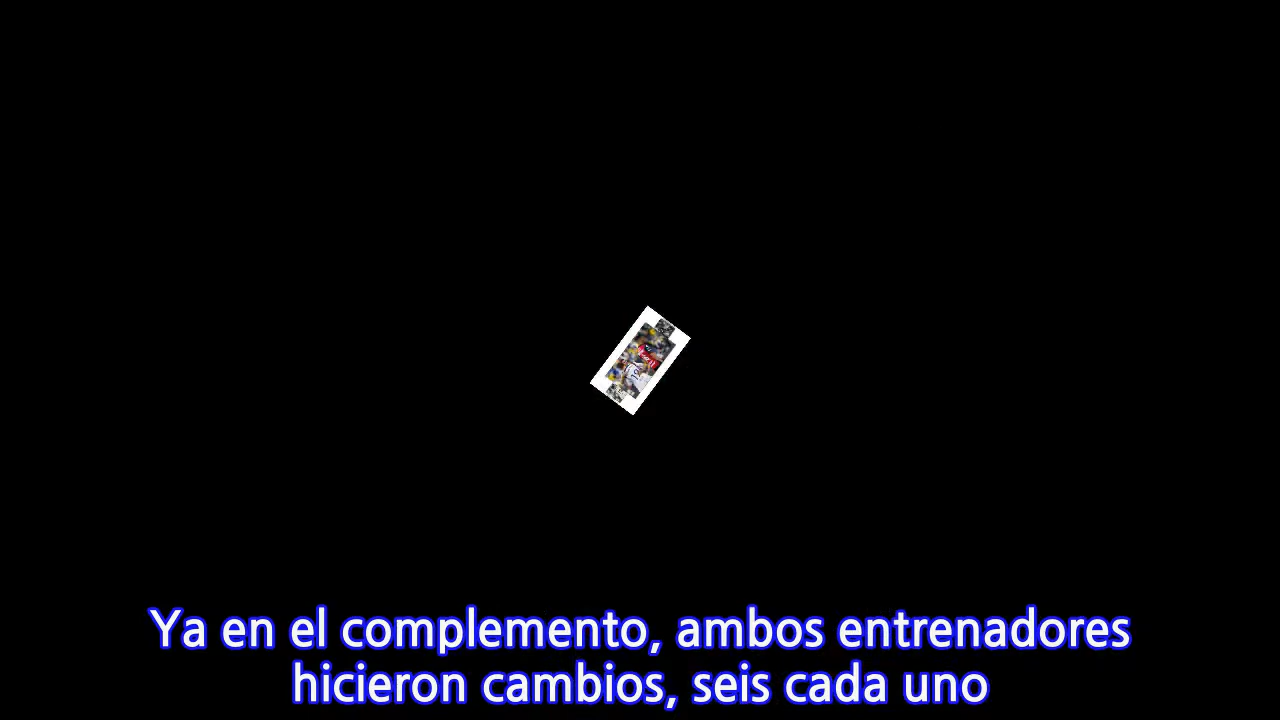 Ya en el complemento, ambos entrenadores
hicieron cambios, seis cada uno